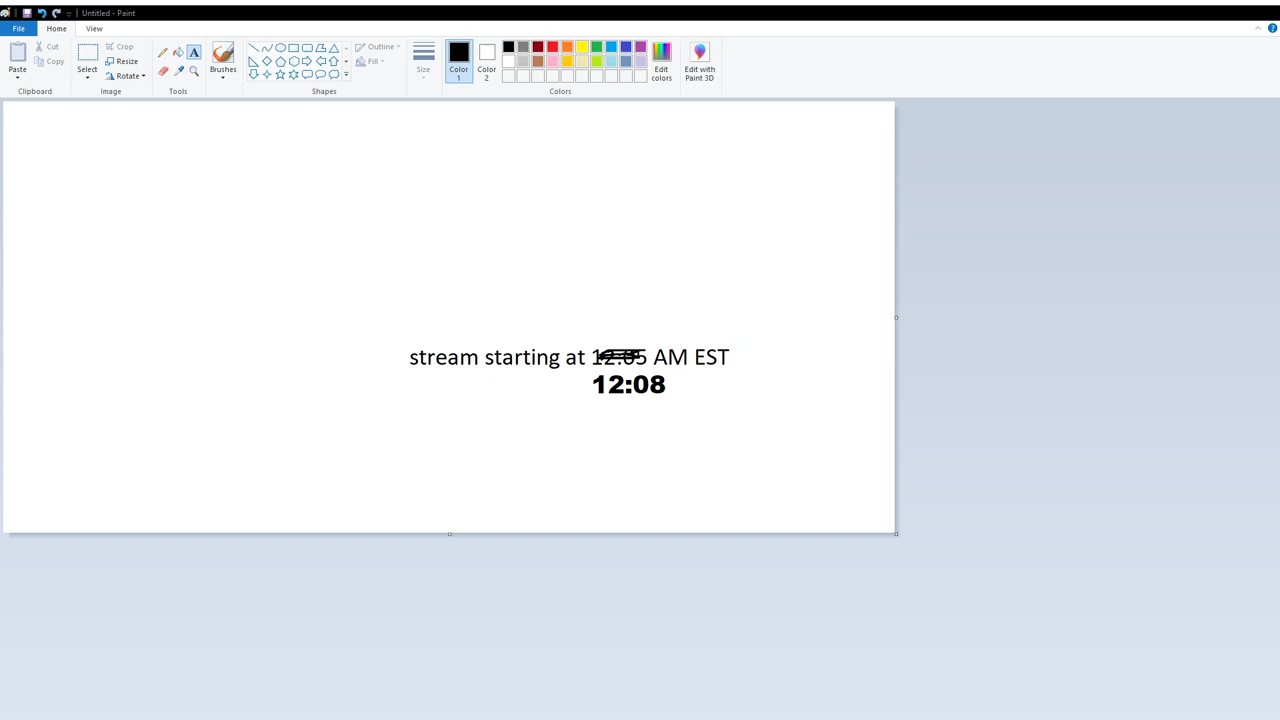 Untitled - Paint
File Home View
Paste
Cut
Copy
Clipboard
Select
Crop
Resize
Rotate
Image
A
Tools
Brushes
Shapes
Outline
Fill
Size
Color 1
Color 2
Colors
Edit colors
Edit with Paint 3D
stream starting at 12:05 AM EST
12:08